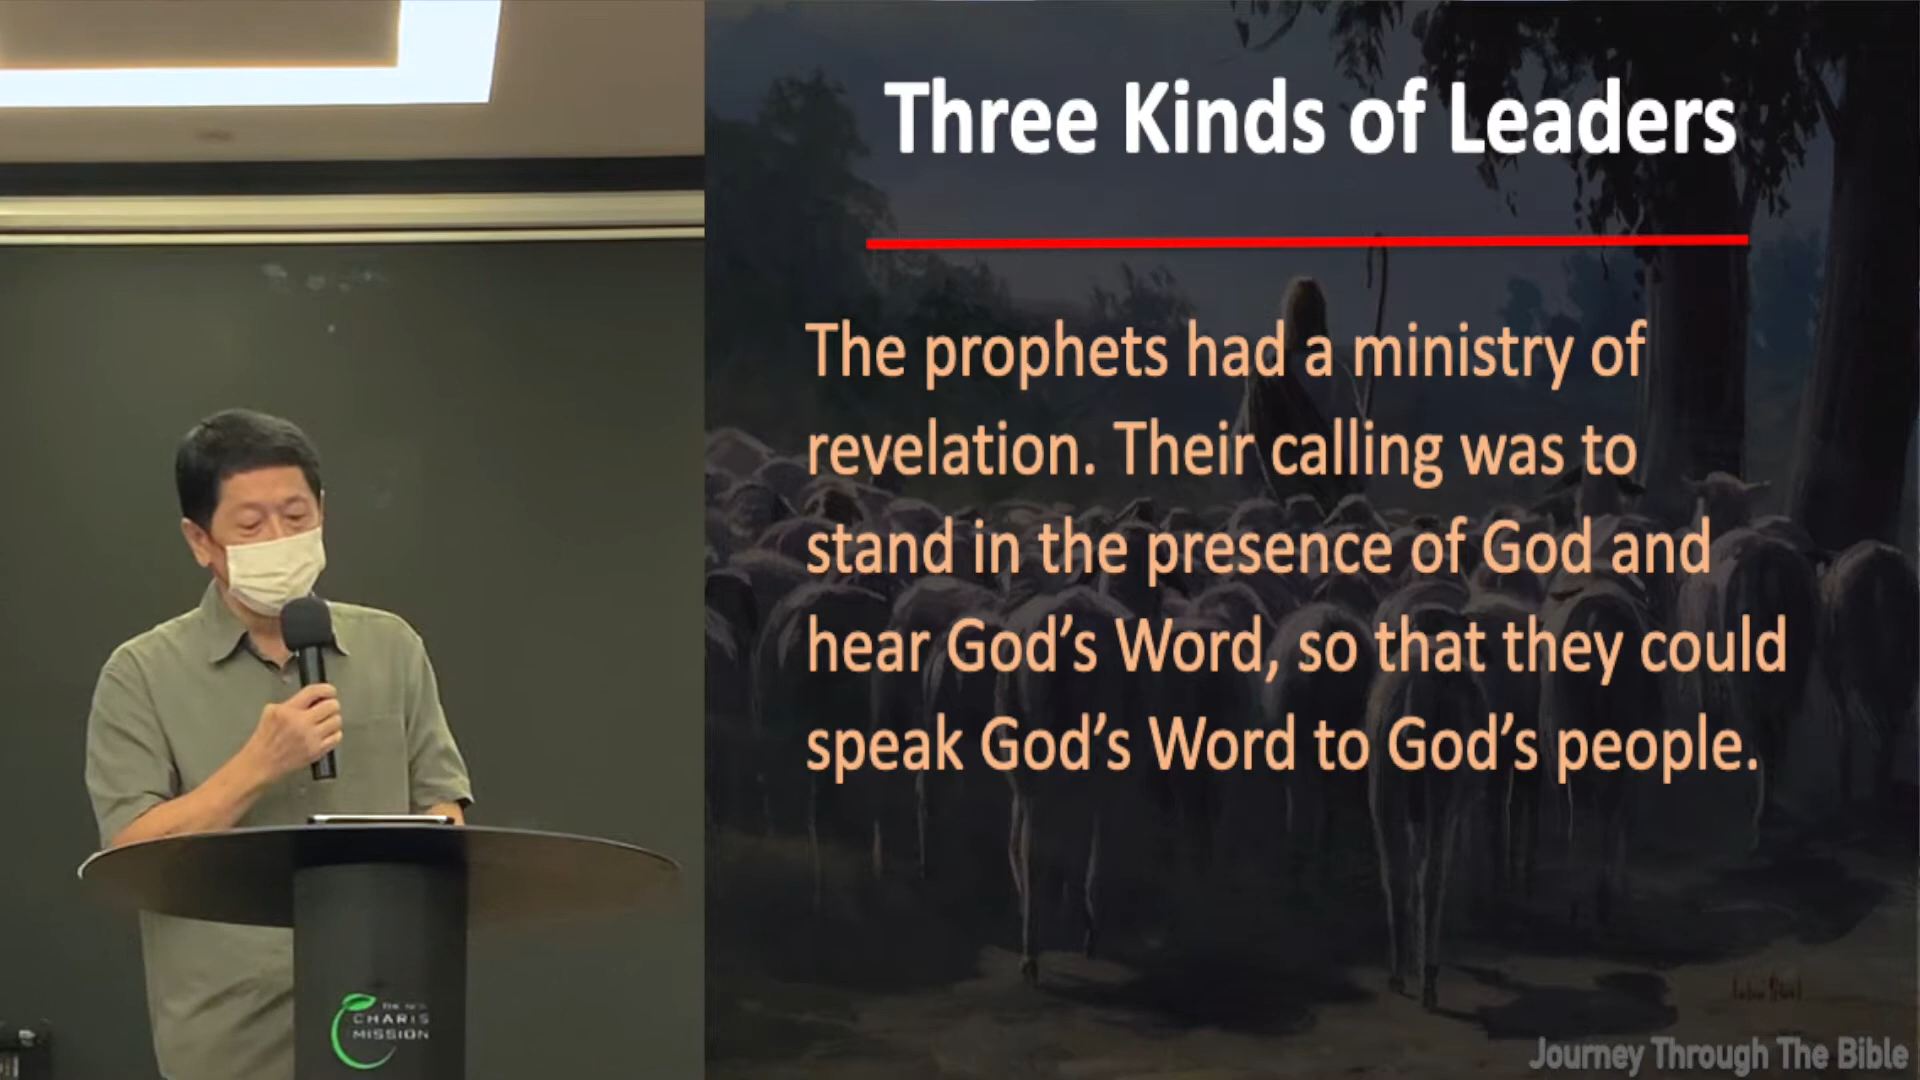 Three Kinds of Leaders
The prophets had a ministry of
revelation. Their calling was to
stand in the presence of God and
hear God's Word, so that they could
speak God's Word to God's people.
CHARIS
MISSION
Journey Through The Bible